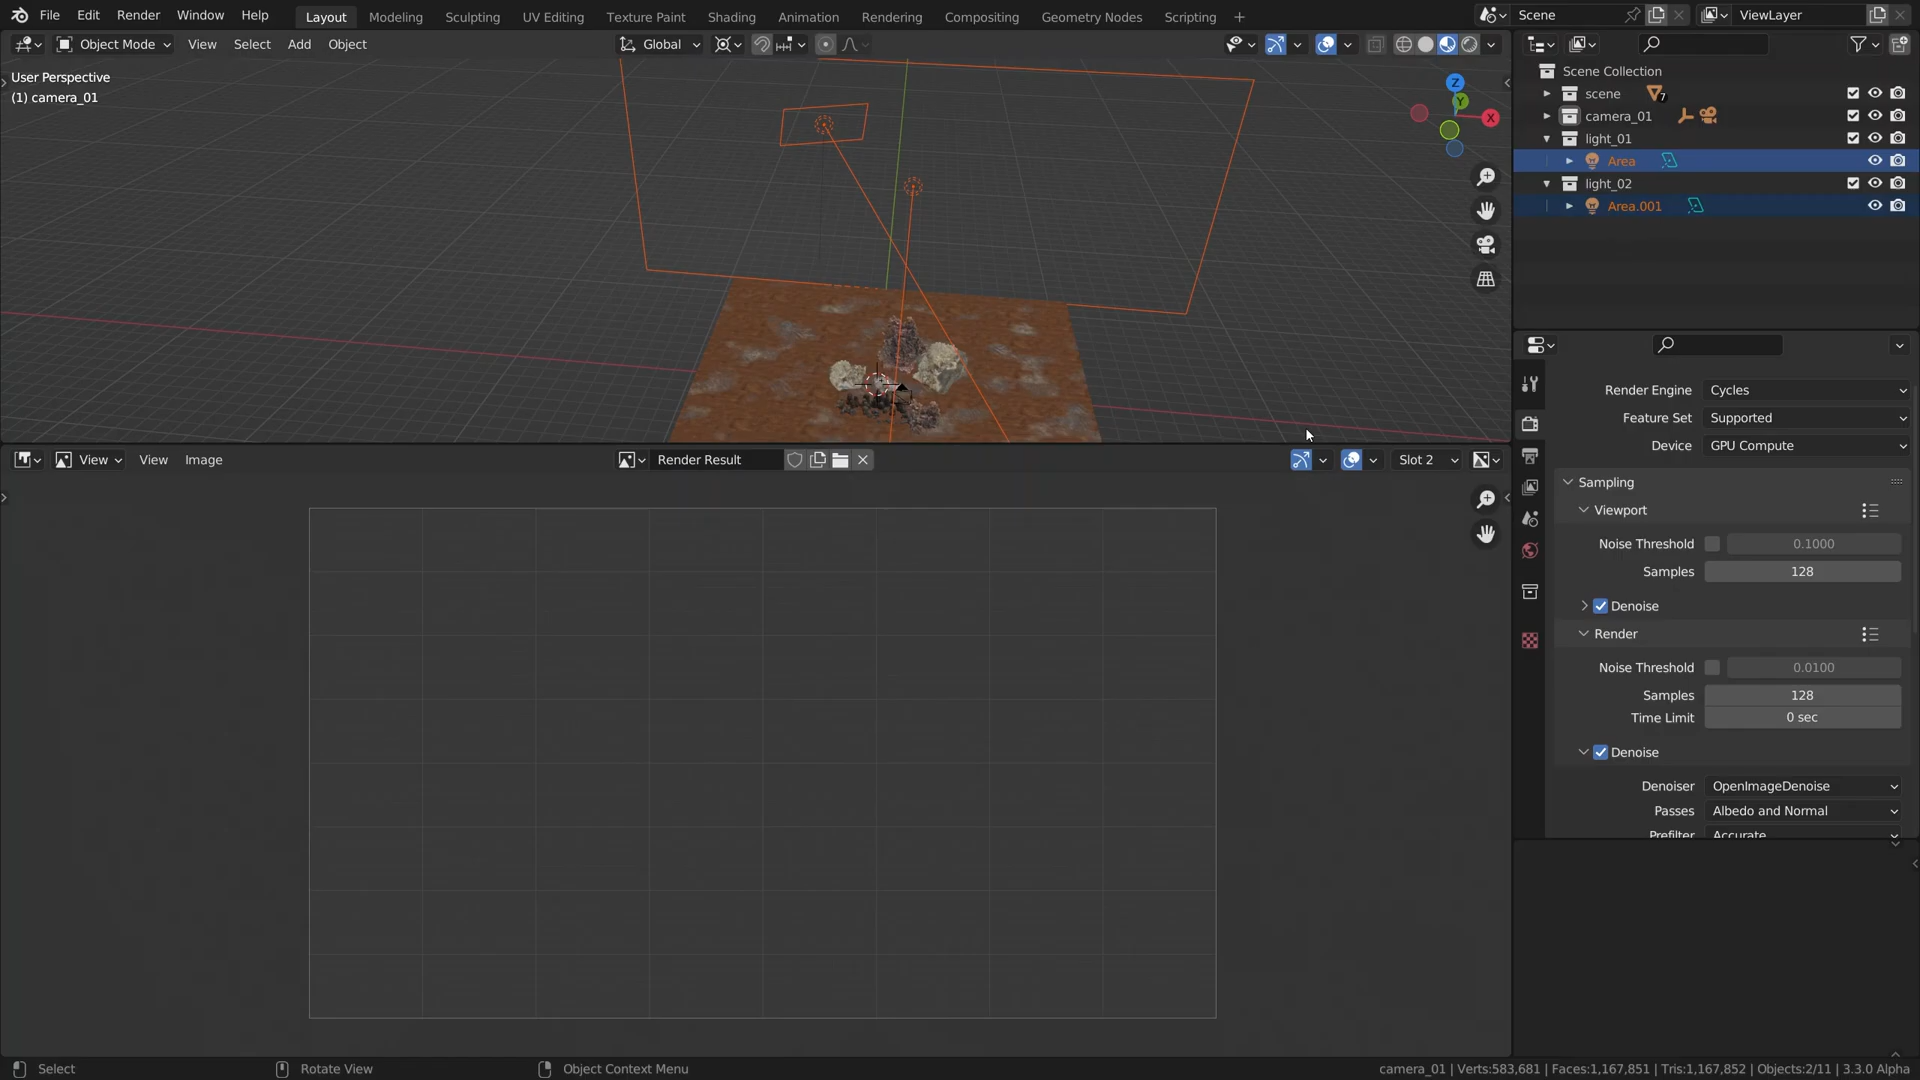 File Edit Render Window Help Layout Modeling Sculpting UV Editing Texture Paint Shading Animation Rendering Compositing Geometry Nodes Scripting + Scene ViewLayer
Object Mode View Select Add Object Global
User Perspective
(1) camera_01
Z
Y
X
Scene Collection
scene 7
camera_01
light_01
Area
light_02
Area.001
View View Image Render Result Slot 2
Render Engine Cycles
Feature Set Supported
Device GPU Compute
Sampling
Viewport
Noise Threshold 0.1000
Samples 128
Denoise
Render
Noise Threshold 0.0100
Samples 128
Time Limit 0 sec
Denoise
Denoiser OpenImageDenoise
Passes Albedo and Normal
Prefilter Accurate
Select Rotate View Object Context Menu camera_01 | Verts:583,681 | Faces:1,167,851 | Tris:1,167,852 | Objects:2/11 | 3.3.0 Alpha